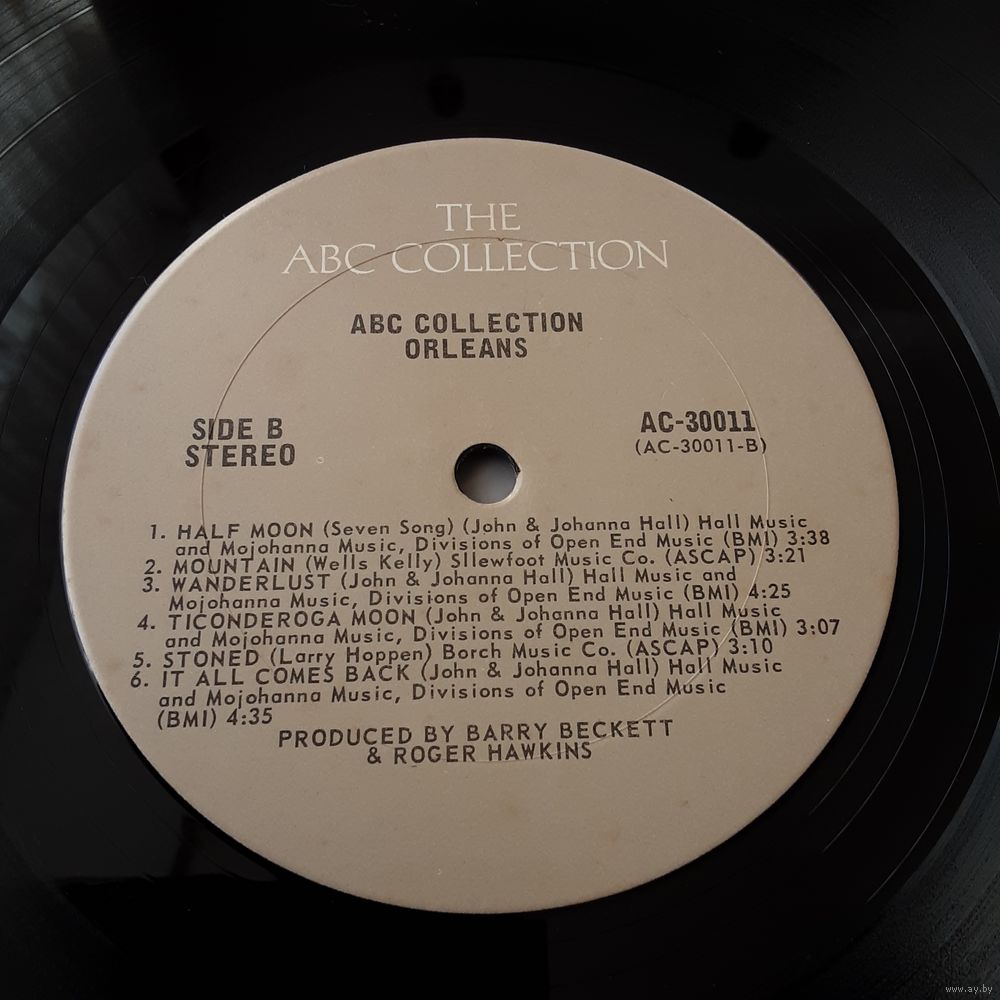 THE
ABC COLLECTION
ABC COLLECTION
ORLEANS
SIDE B
STEREO
AC-30011
(AC-30011-B)
1. HALF MOON (Seven Song) (John & Johanna Hall) Hall Music
and Mojohanna Music, Divisions of Open End Music (BMI) 3:38
2. MOUNTAIN (Wells Kelly) Sllewfoot Music Co. (ASCAP) 3:21
3. WANDERLUST (John & Johanna Hall) Hall Music and
Mojohanna Music, Divisions of Open End Music (BMI) 4:25
4. TICONDEROGA MOON (John & Johanna Hall) Hall Music
and Mojohanna Music, Divisions of Open End Music (BMI) 3:07
5. STONED (Larry Hoppen) Borch Music Co. (ASCAP) 3:10
6. IT ALL COMES BACK (John & Johanna Hall) Hall Music
and Mojohanna Music, Divisions of Open End Music
(BMI) 4:35
PRODUCED BY BARRY BECKETT
& ROGER HAWKINS
www.ay.by